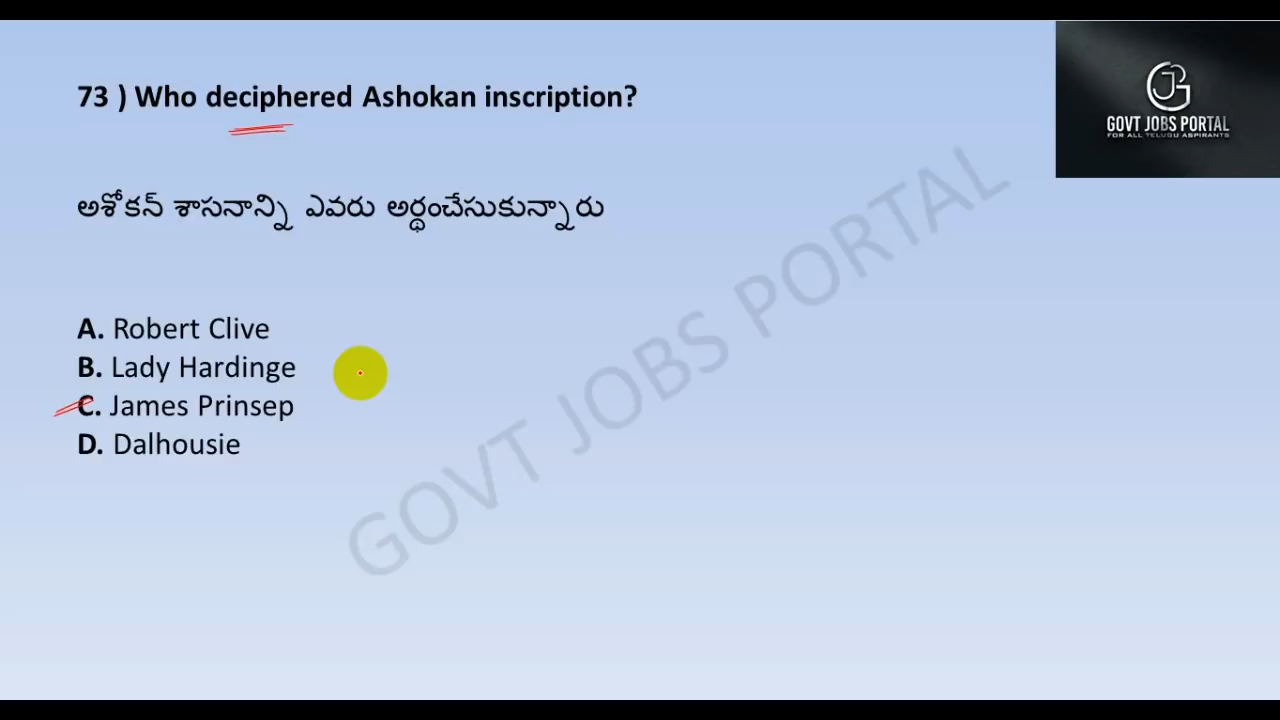 73 ) Who deciphered Ashokan inscription?
GOVT JOBS PORTAL
FOR ALL TELUGU ASPIRANTS
అశోకన్ శాసనాన్ని ఎవరు అర్థంచేసుకున్నారు
A. Robert Clive
B. Lady Hardinge
C. James Prinsep
D. Dalhousie
GOVT JOBS PORTAL